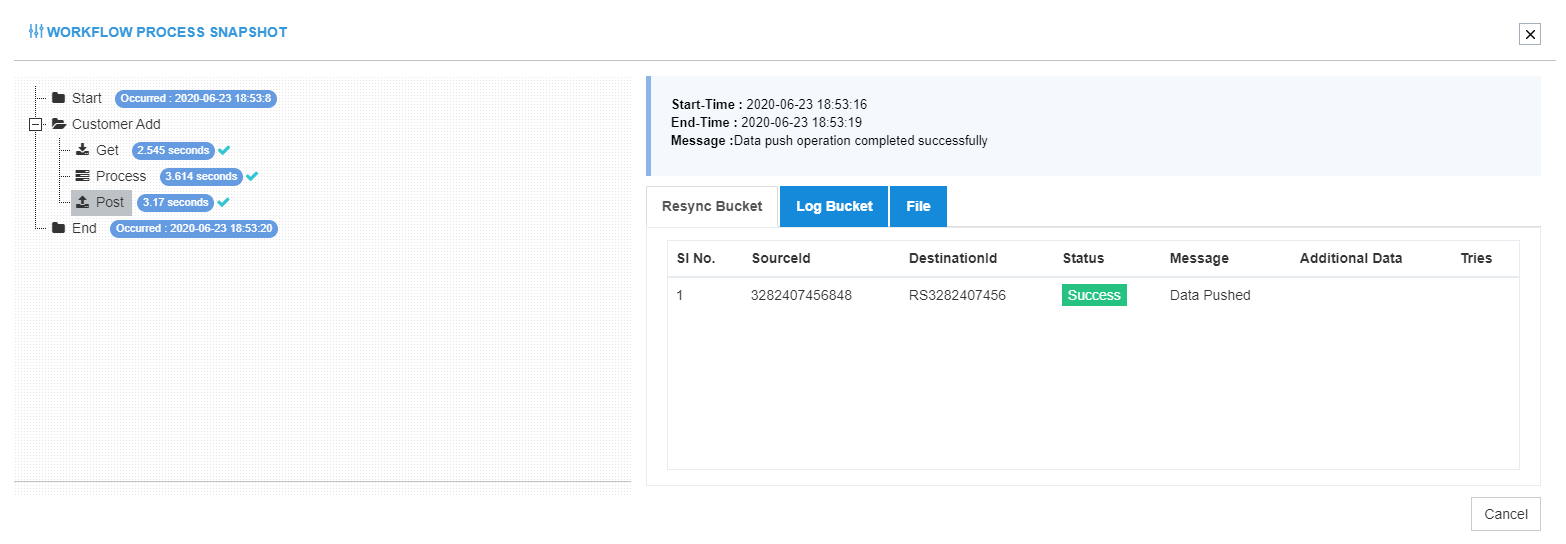 WORKFLOW PROCESS SNAPSHOT
Start Occurred : 2020-06-23 18:53:8
Customer Add
Get 2.545 seconds
Process 3.614 seconds
Post 3.17 seconds
End Occurred : 2020-06-23 18:53:20
Start-Time : 2020-06-23 18:53:16
End-Time : 2020-06-23 18:53:19
Message :Data push operation completed successfully
Resync Bucket Log Bucket File
Sl No. SourceId DestinationId Status Message Additional Data Tries
1 3282407456848 RS3282407456 Success Data Pushed
Cancel